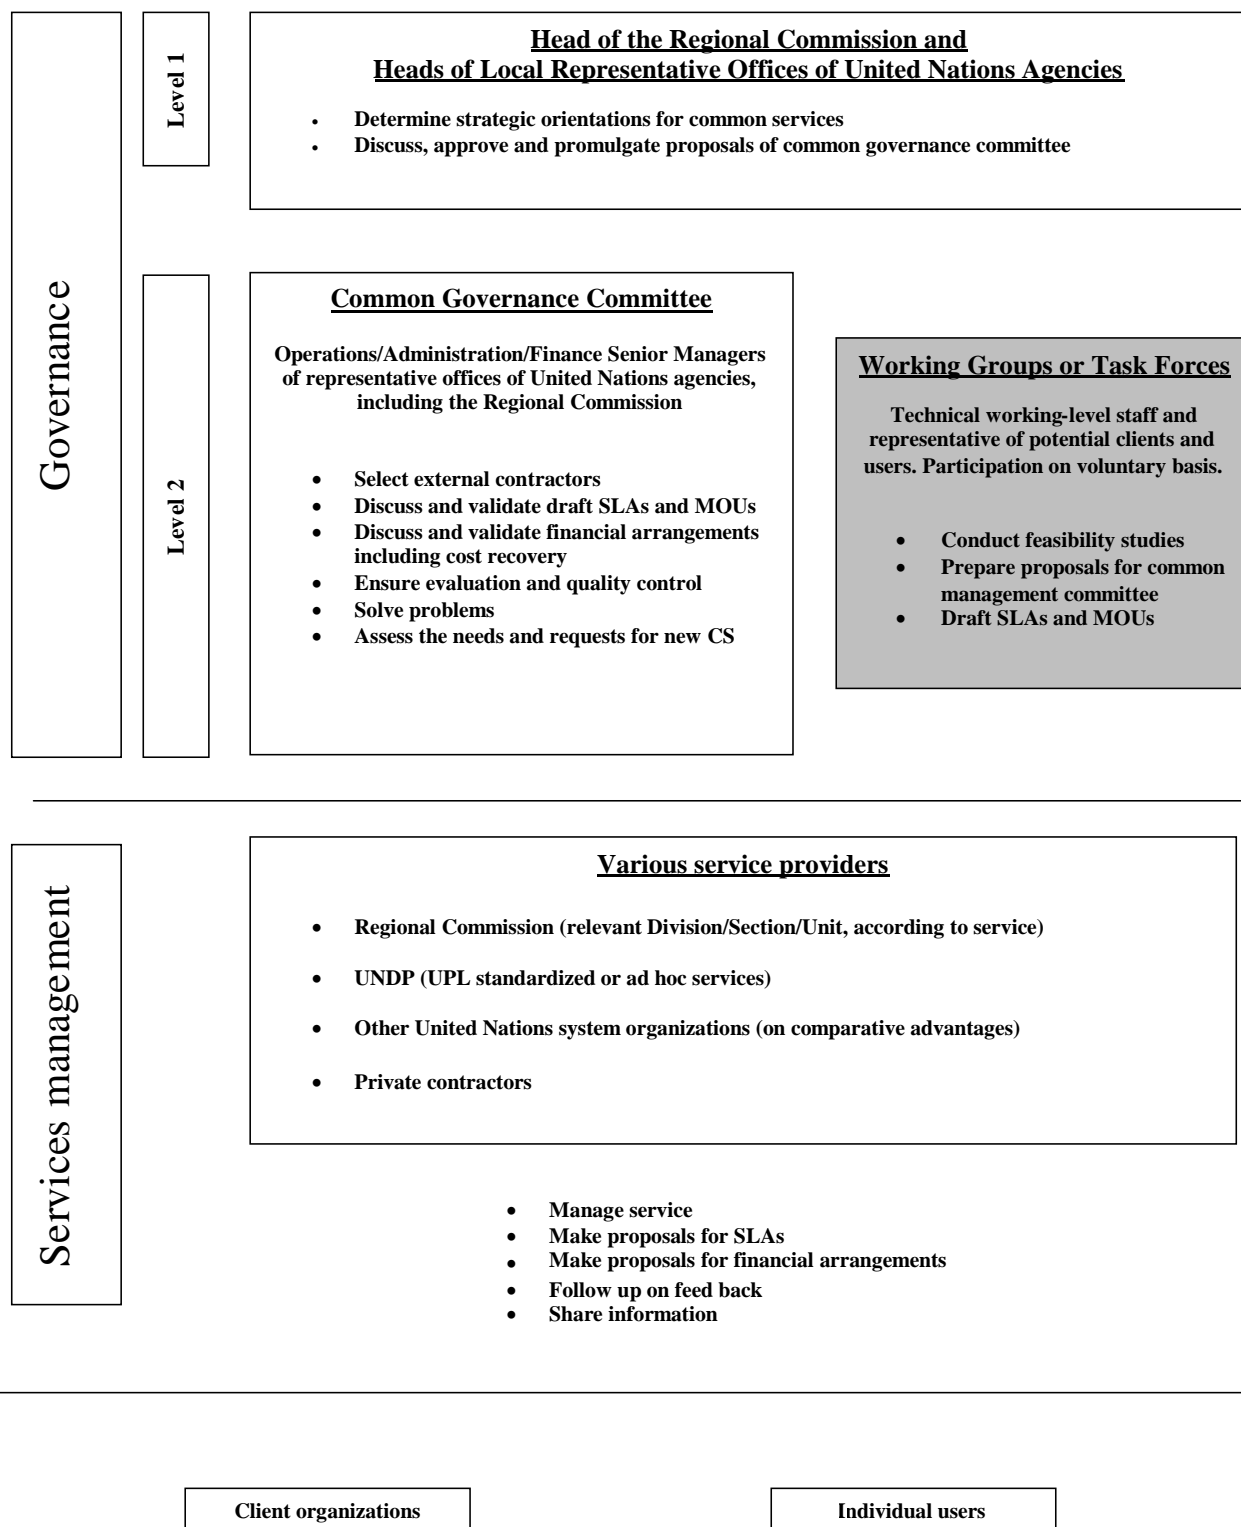 Governance
Level 1
Head of the Regional Commission and
Heads of Local Representative Offices of United Nations Agencies
• Determine strategic orientations for common services
• Discuss, approve and promulgate proposals of common governance committee
Level 2
Common Governance Committee
Operations/Administration/Finance Senior Managers
of representative offices of United Nations agencies,
including the Regional Commission
• Select external contractors
• Discuss and validate draft SLAs and MOUs
• Discuss and validate financial arrangements
including cost recovery
• Ensure evaluation and quality control
• Solve problems
• Assess the needs and requests for new CS
Working Groups or Task Forces
Technical working-level staff and
representative of potential clients and
users. Participation on voluntary basis.
• Conduct feasibility studies
• Prepare proposals for common
management committee
• Draft SLAs and MOUs
Services management
Various service providers
• Regional Commission (relevant Division/Section/Unit, according to service)
• UNDP (UPL standardized or ad hoc services)
• Other United Nations system organizations (on comparative advantages)
• Private contractors
• Manage service
• Make proposals for SLAs
• Make proposals for financial arrangements
• Follow up on feed back
• Share information
Client organizations
Individual users